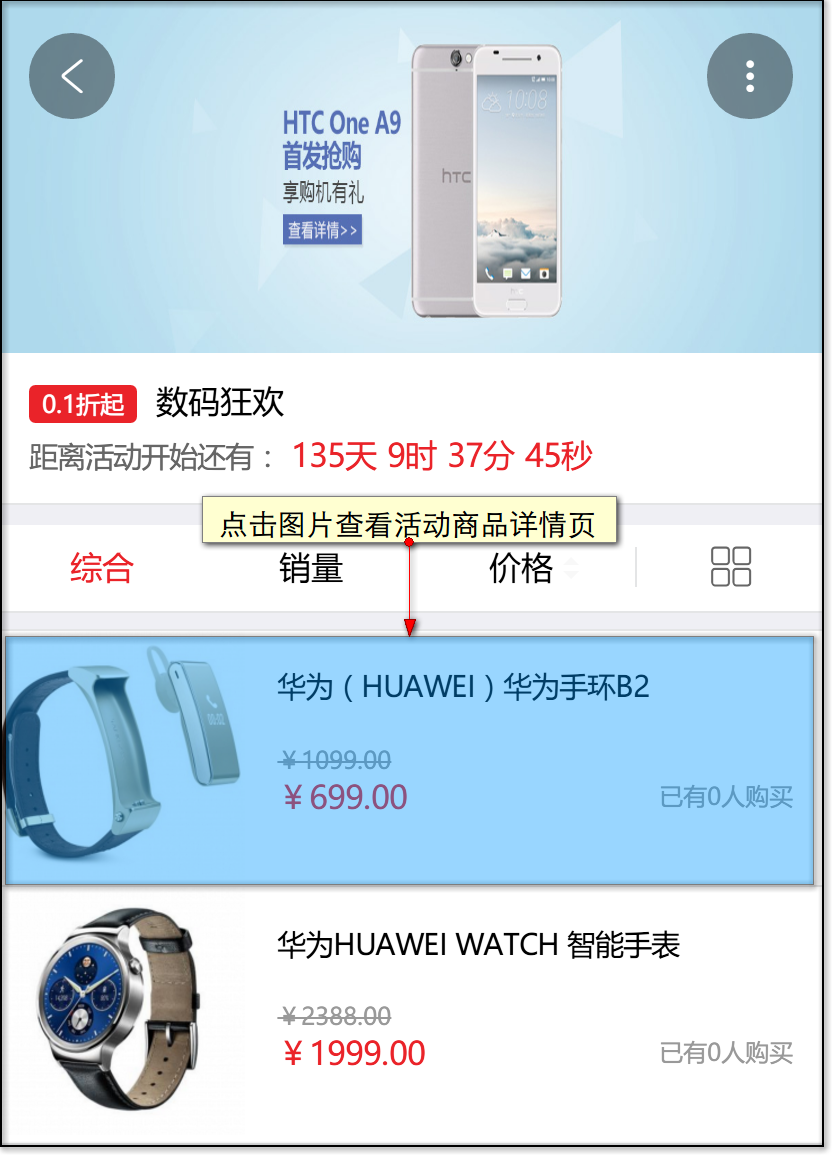 HTC One A9
首发抢购
享购机有礼
查看详情>>
10:08
hTC
0.1折起 数码狂欢
距离活动开始还有： 135天 9时 37分 45秒
点击图片查看活动商品详情页
综合 销量 价格
华为（HUAWEI）华为手环B2
￥1099.00
￥699.00 已有0人购买
华为HUAWEI WATCH 智能手表
￥2388.00
￥1999.00 已有0人购买